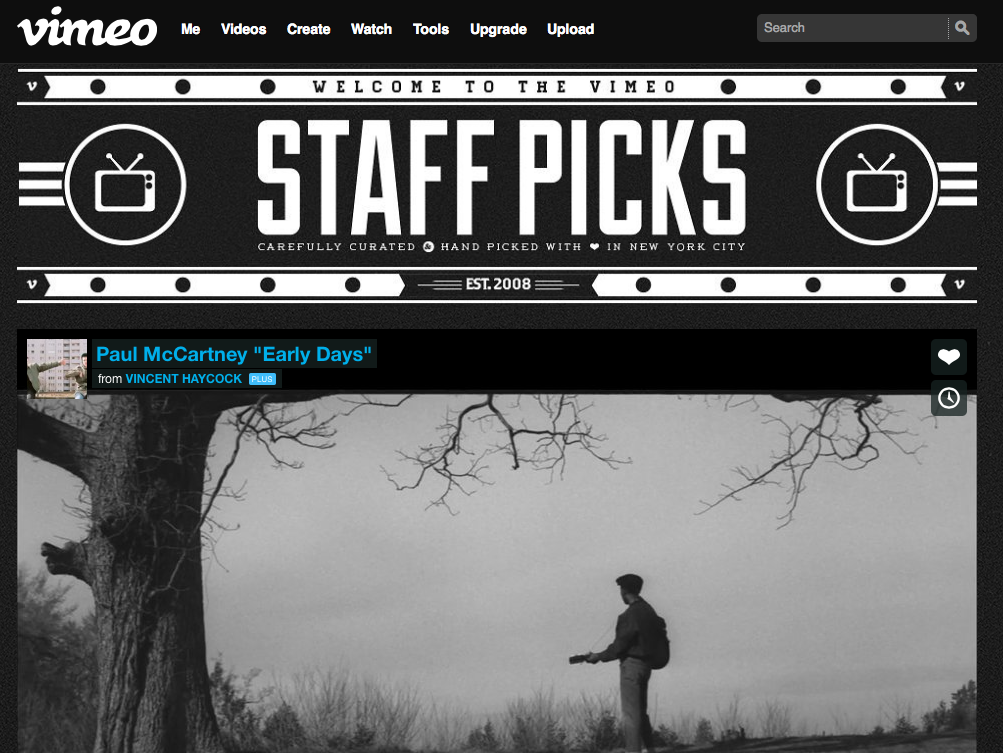 vimeo
Me Videos Create Watch Tools Upgrade Upload
Search
WELCOME TO THE VIMEO
STAFF PICKS
CAREFULLY CURATED & HAND PICKED WITH ❤ IN NEW YORK CITY
v EST. 2008 v
Paul McCartney "Early Days"
from VINCENT HAYCOCK PLUS